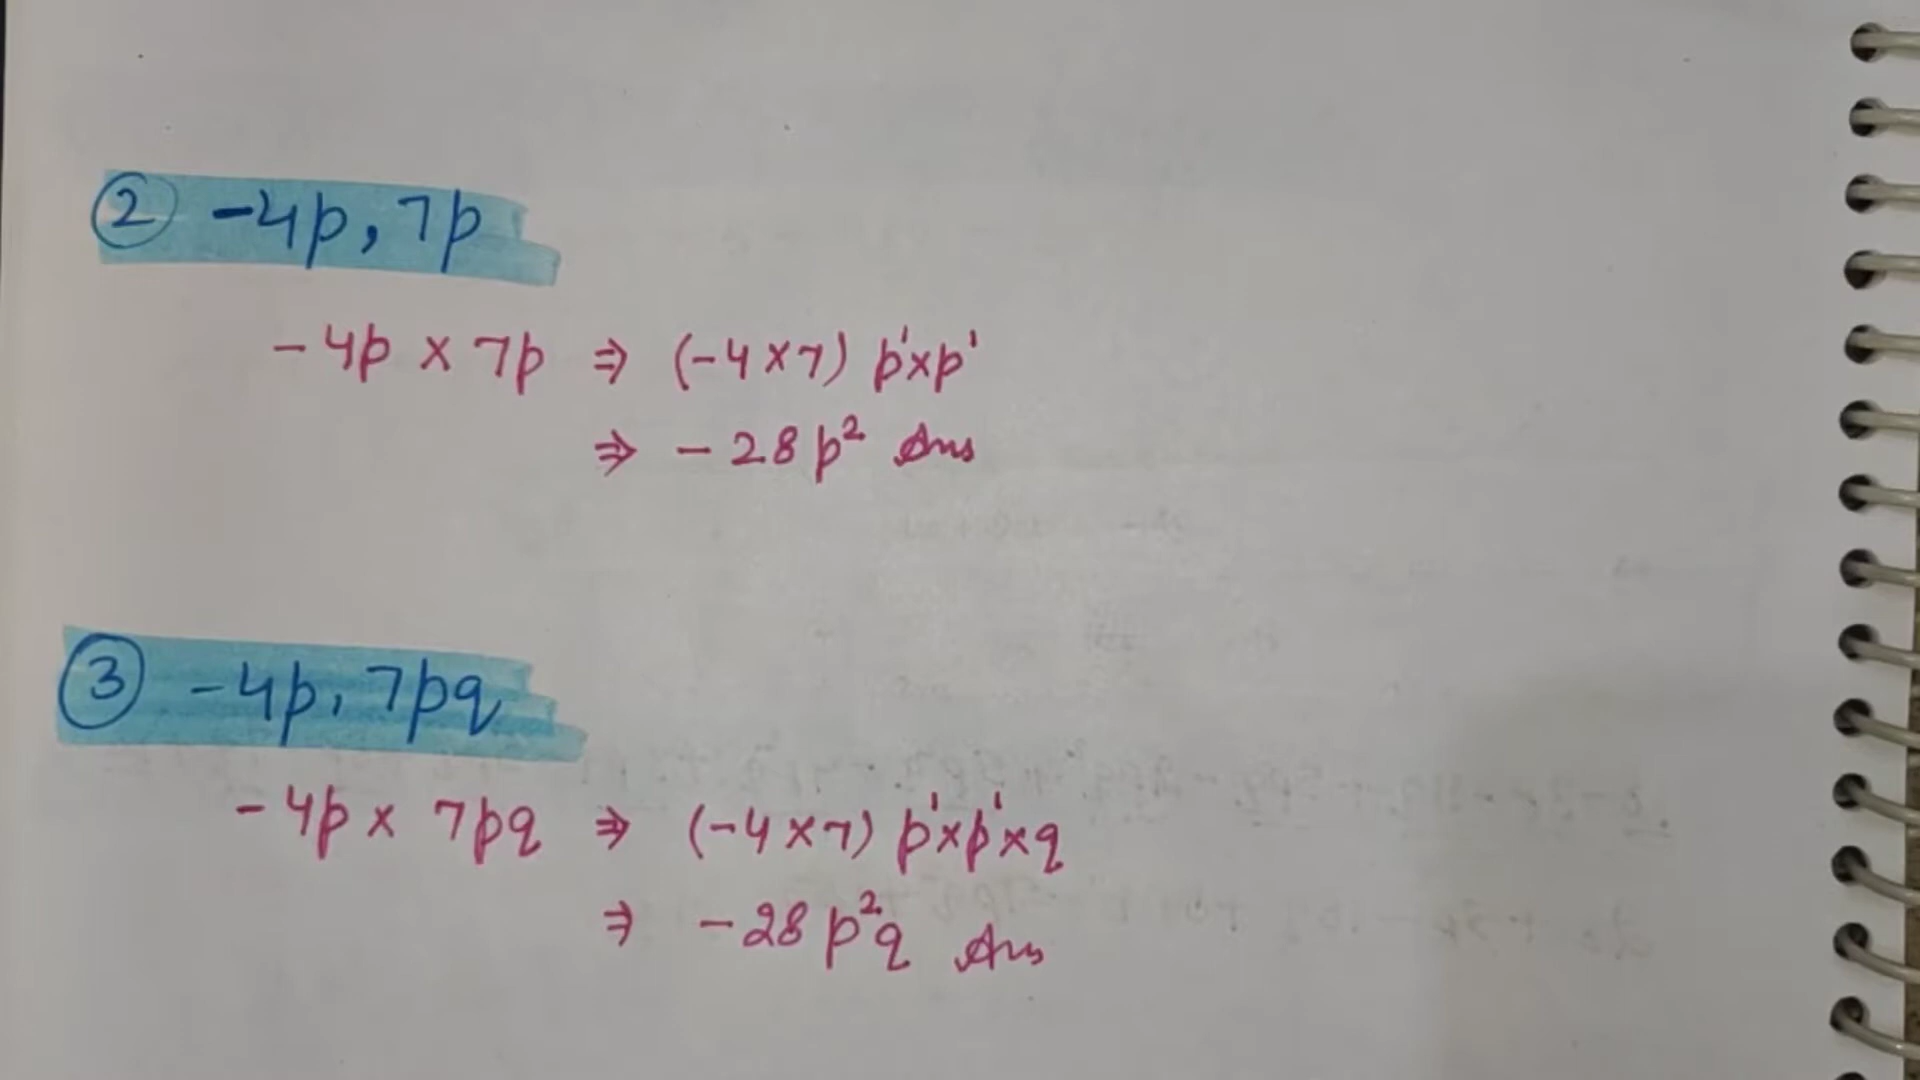 ② -4p, 7p
-4p × 7p ⇒ (-4×7) p¹×p¹
⇒ -28p² Ans
③ -4p, 7pq
-4p × 7pq ⇒ (-4×7) p¹×p¹×q
⇒ -28p²q Ans